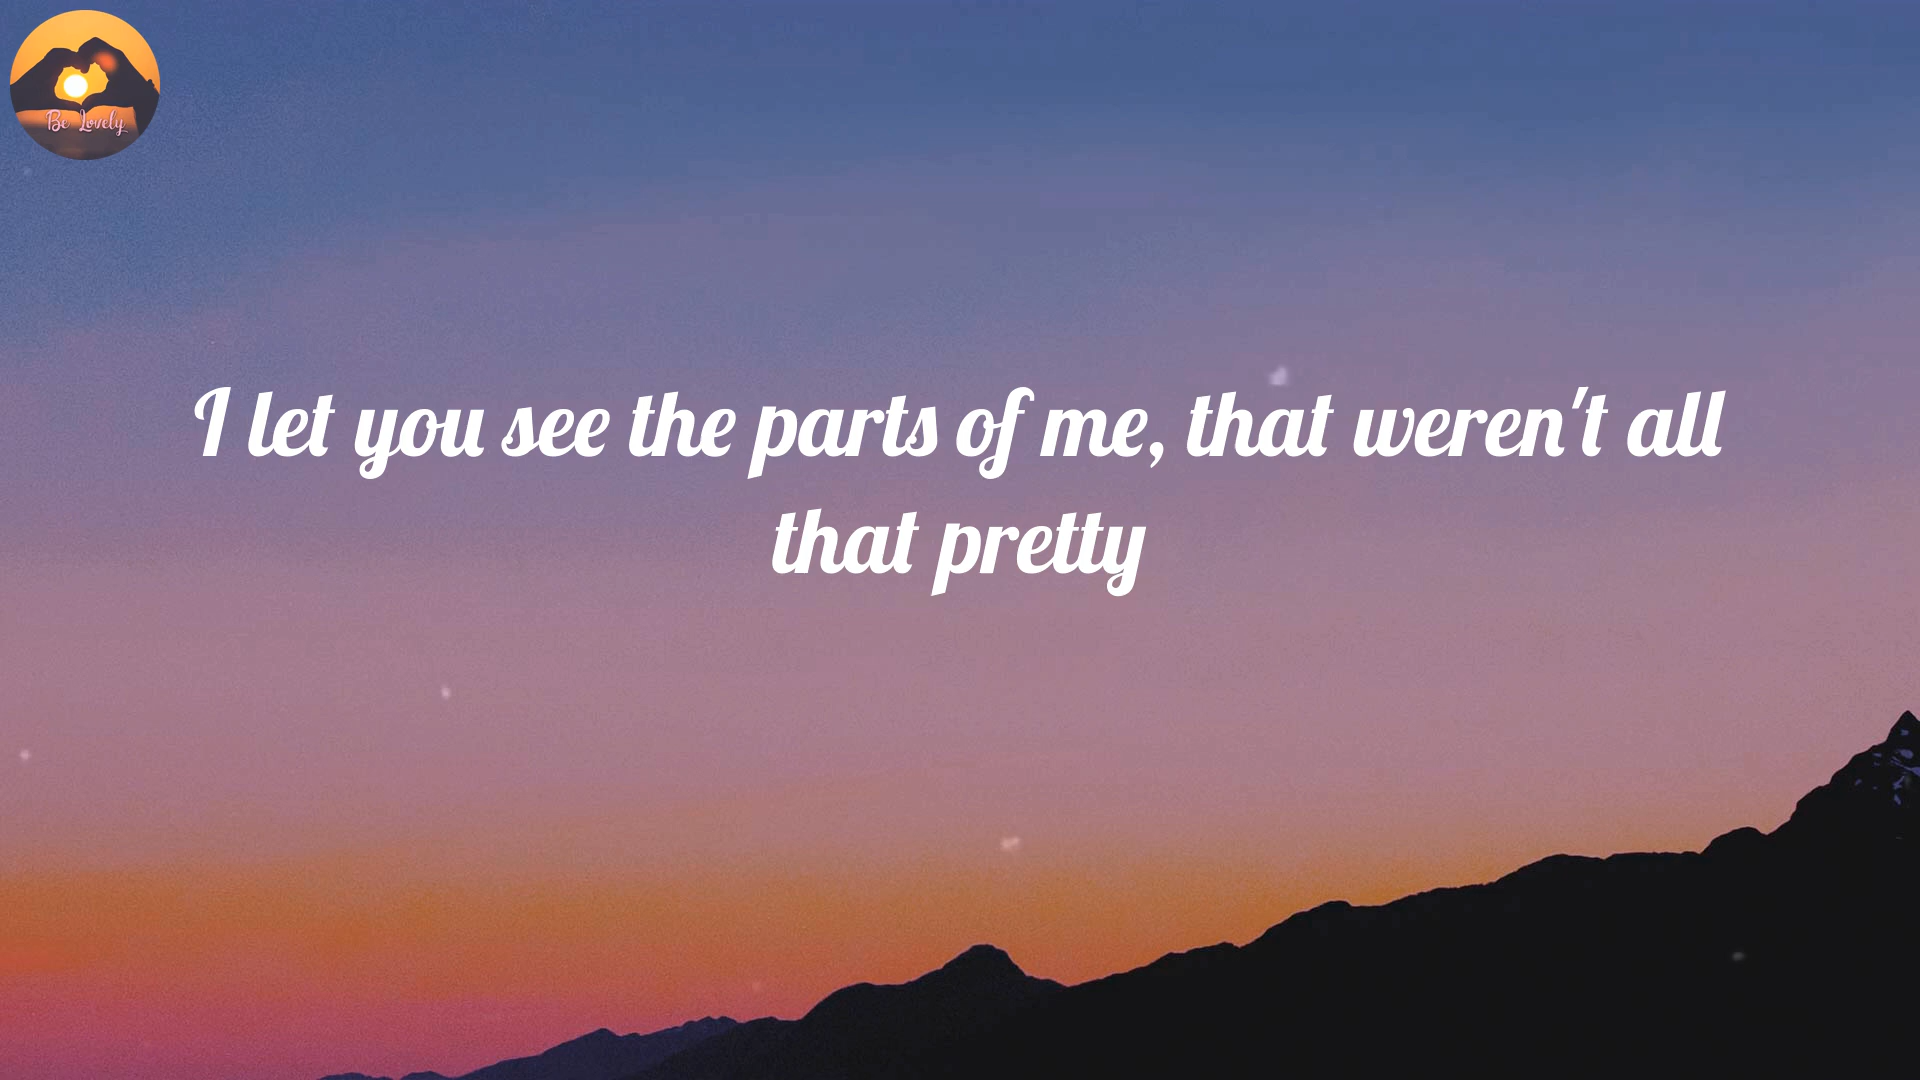 Be Lovely
I let you see the parts of me, that weren't all
that pretty